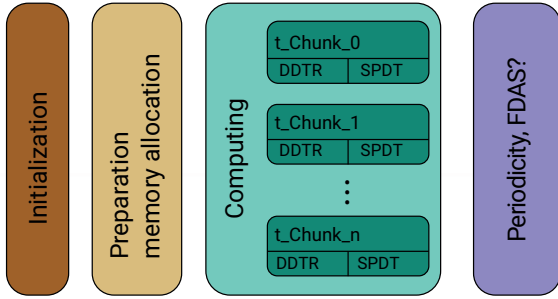 Initialization
Preparation
memory allocation
Computing
t_Chunk_0
DDTR SPDT
t_Chunk_1
DDTR SPDT
⋮
t_Chunk_n
DDTR SPDT
Periodicity, FDAS?